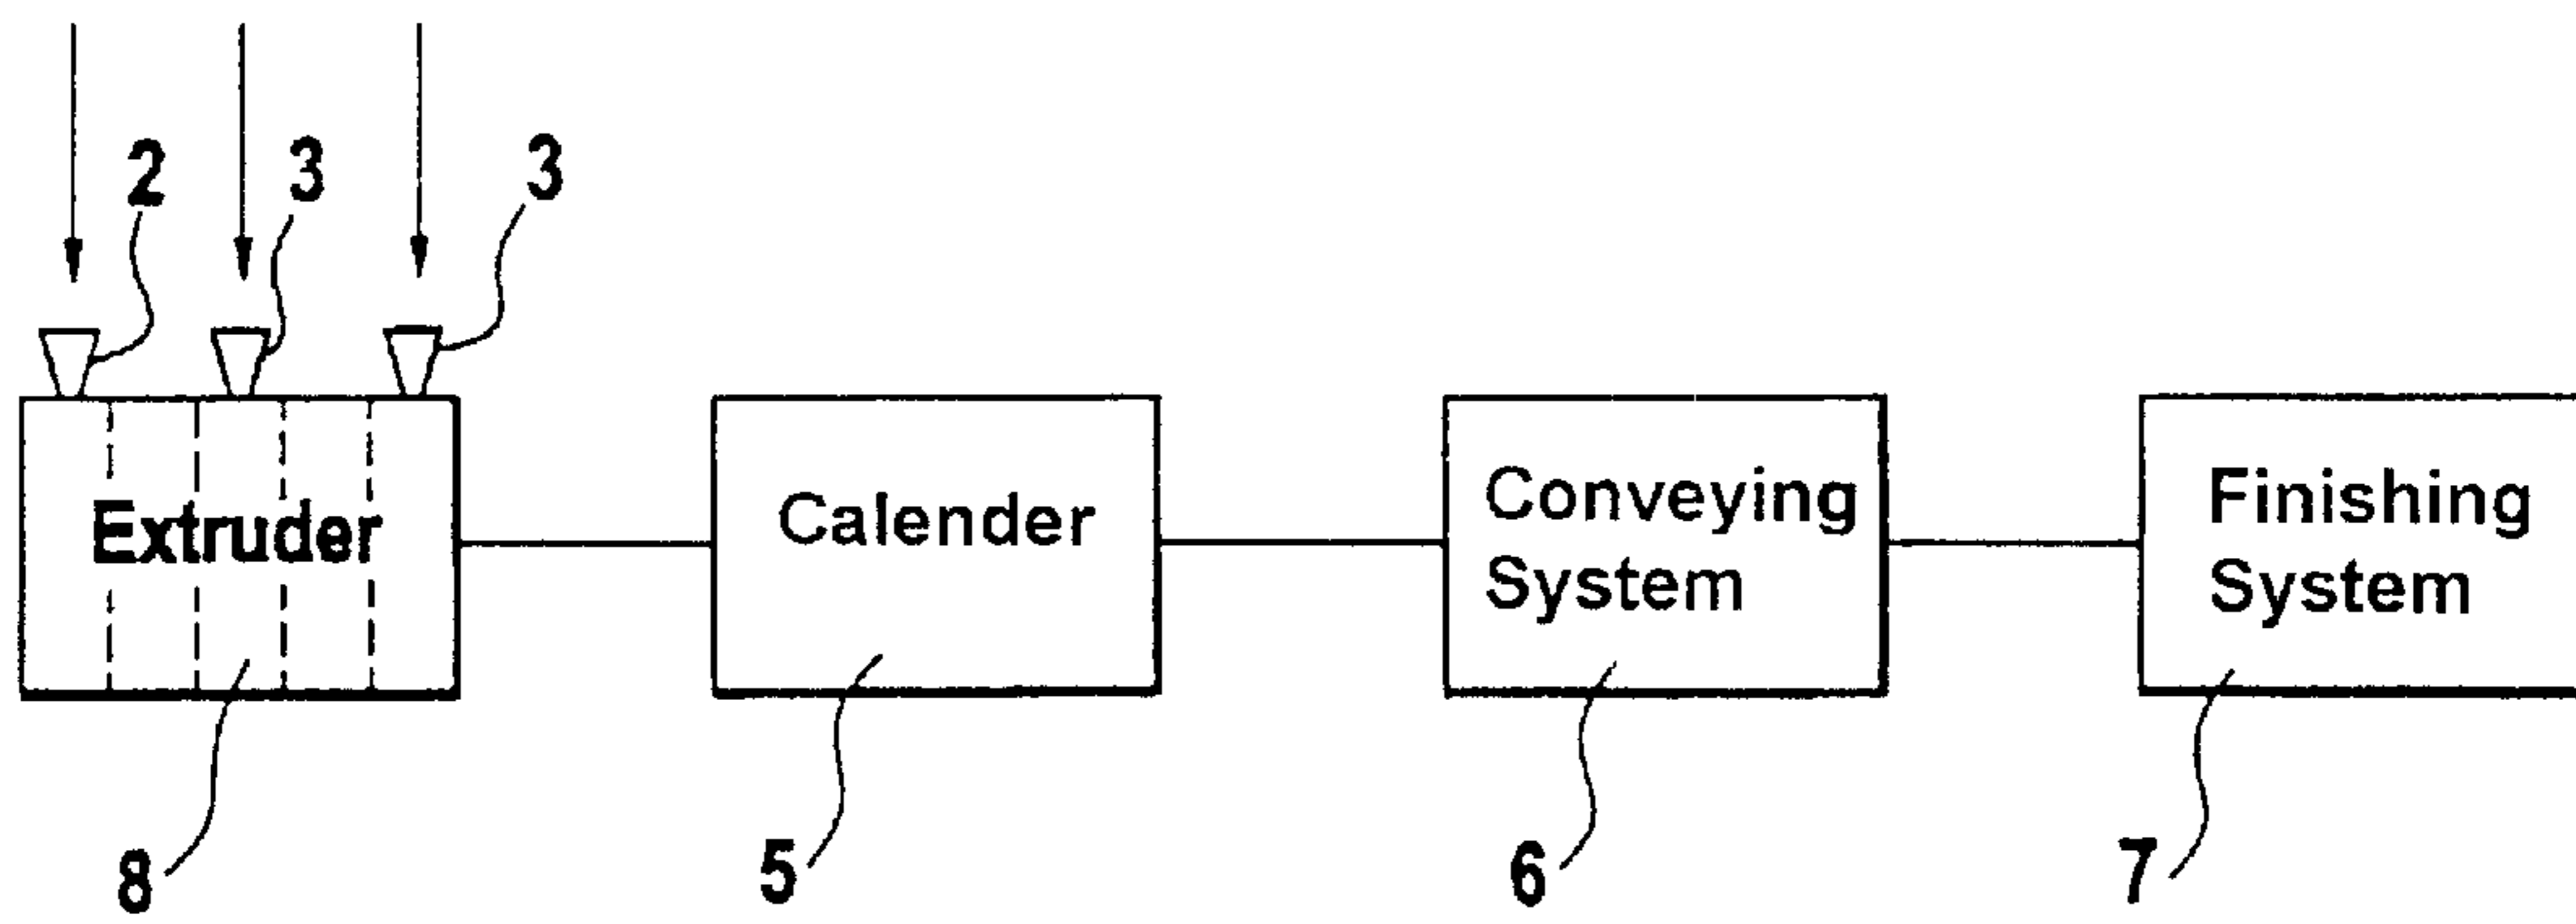 2 3 3
Extruder
Calender
Conveying
System
Finishing
System
8 5 6 7